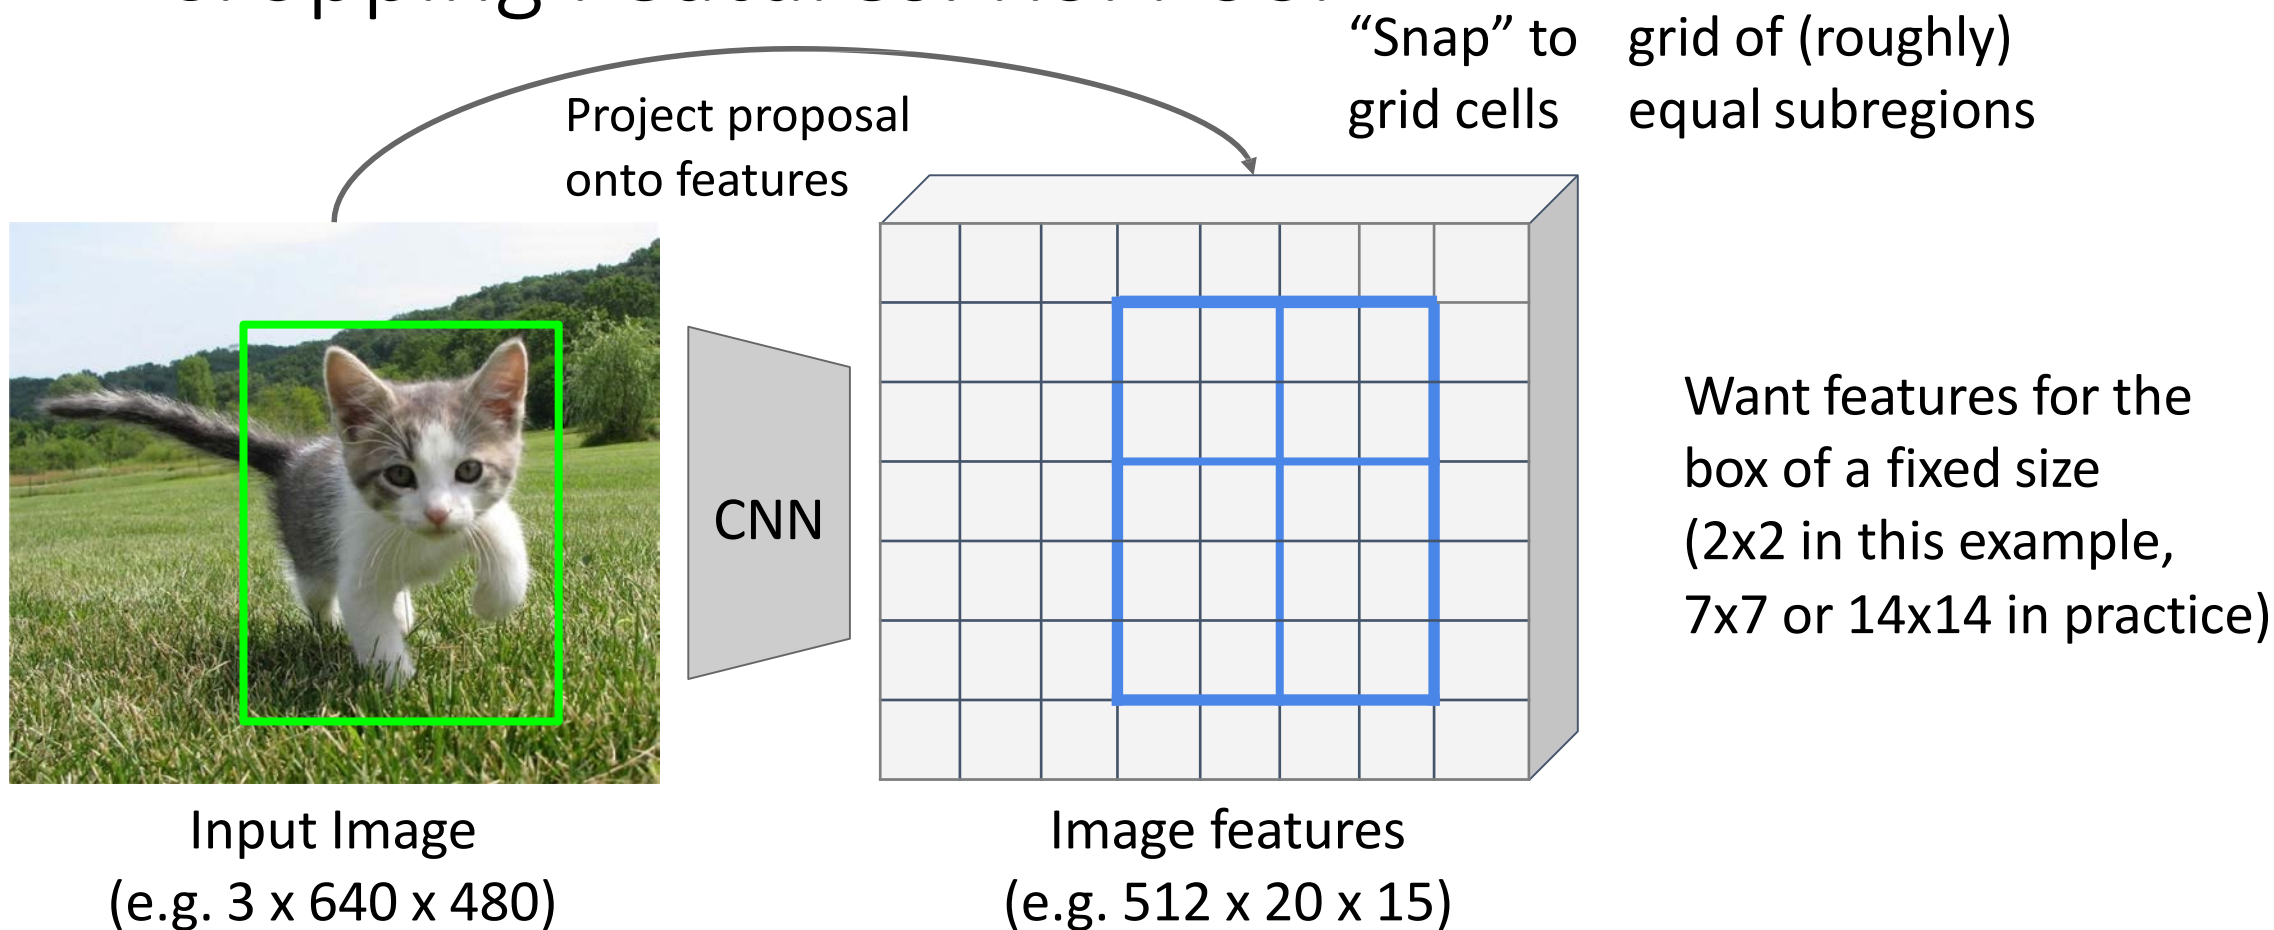 "Snap" to
grid cells
grid of (roughly)
equal subregions
Project proposal
onto features
CNN
Want features for the
box of a fixed size
(2x2 in this example,
7x7 or 14x14 in practice)
Input Image
(e.g. 3 x 640 x 480)
Image features
(e.g. 512 x 20 x 15)